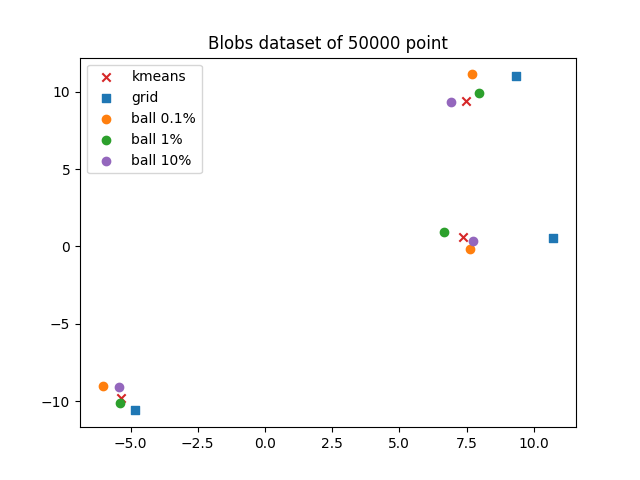 Blobs dataset of 50000 point
kmeans
grid
ball 0.1%
ball 1%
ball 10%
10
5
0
−5
−10
−5.0 −2.5 0.0 2.5 5.0 7.5 10.0